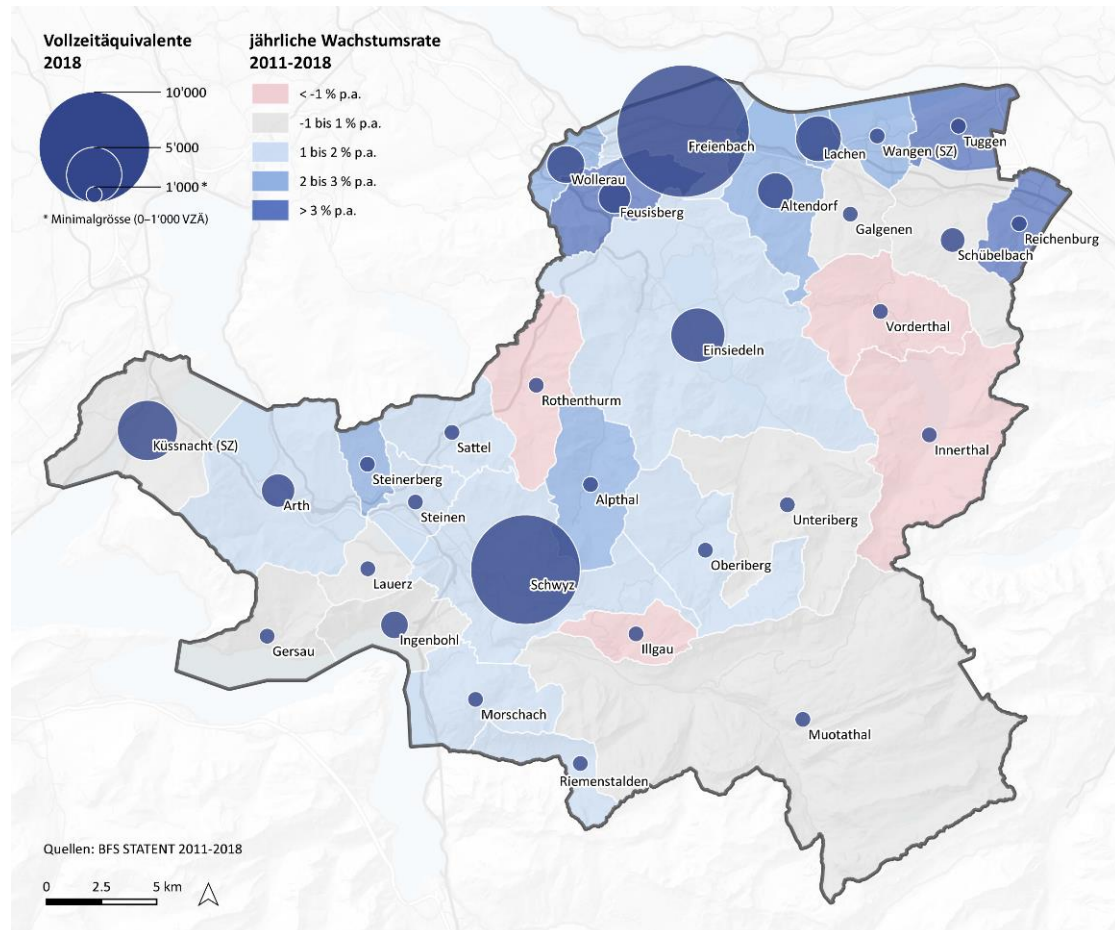 Vollzeitäquivalente
2018
10'000
5'000
1'000 *
* Minimalgrösse (0–1'000 VZÄ)
jährliche Wachstumsrate
2011-2018
< -1 % p.a.
-1 bis 1 % p.a.
1 bis 2 % p.a.
2 bis 3 % p.a.
> 3 % p.a.
Freienbach
Lachen
Wangen (SZ)
Tuggen
Wollerau
Feusisberg
Altendorf
Galgenen
Schübelbach
Reichenburg
Vorderthal
Einsiedeln
Rothenthurm
Innerthal
Küssnacht (SZ)
Sattel
Steinerberg
Arth
Steinen
Alpthal
Unteriberg
Oberiberg
Schwyz
Lauerz
Ingenbohl
Gersau
Illgau
Morschach
Muotathal
Riemenstalden
Quellen: BFS STATENT 2011-2018
0 2.5 5 km